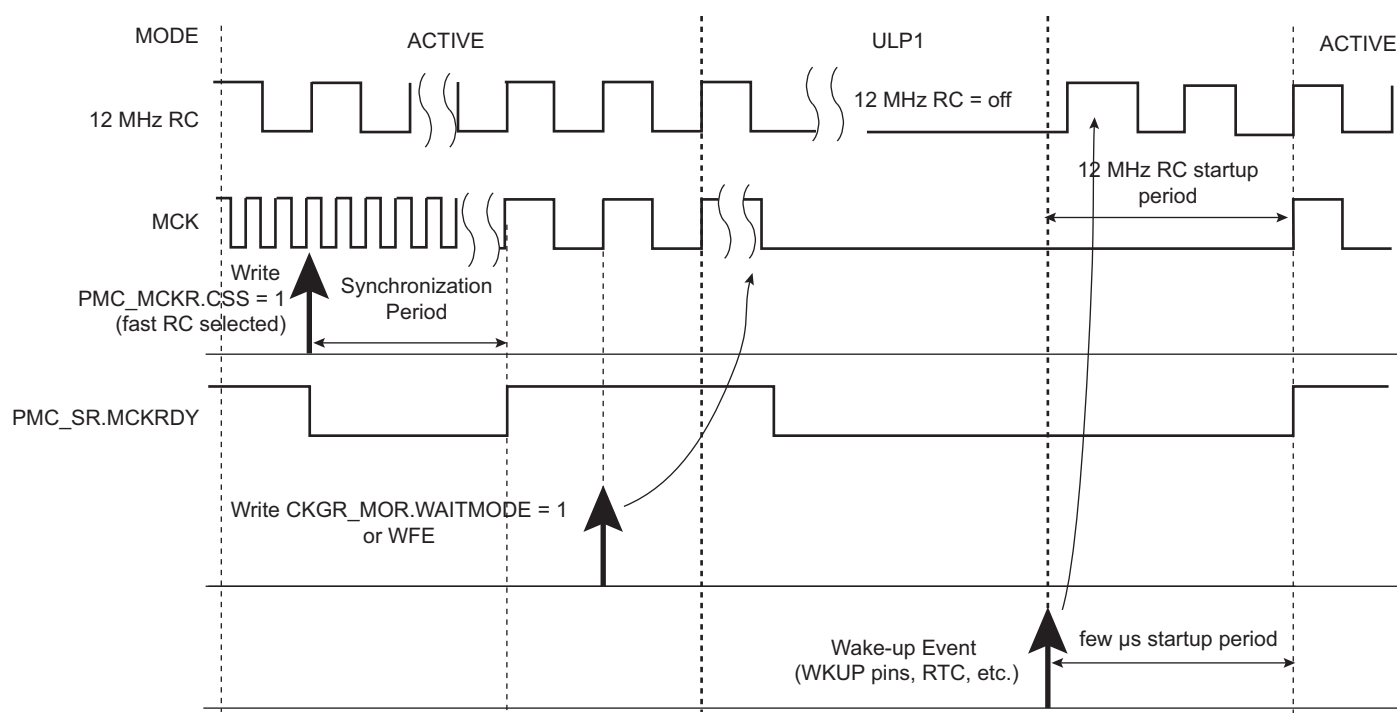 MODE
ACTIVE
ULP1
ACTIVE
12 MHz RC
12 MHz RC = off
12 MHz RC startup
period
MCK
Write
PMC_MCKR.CSS = 1
(fast RC selected)
Synchronization
Period
PMC_SR.MCKRDY
Write CKGR_MOR.WAITMODE = 1
or WFE
Wake-up Event
(WKUP pins, RTC, etc.)
few µs startup period